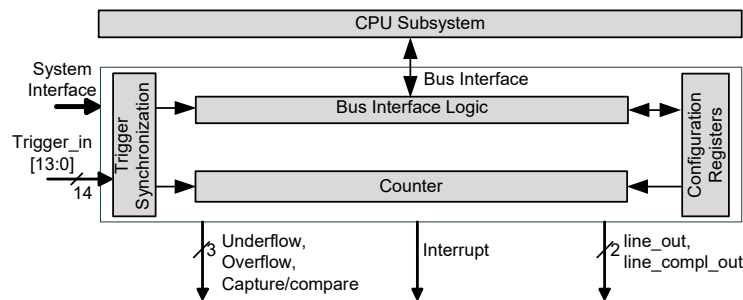 CPU Subsystem
System
Interface
Bus Interface
Trigger
Synchronization
Bus Interface Logic
Configuration
Registers
Trigger_in
[13:0]
14
Counter
3
Underflow,
Overflow,
Capture/compare
Interrupt
2
line_out,
line_compl_out